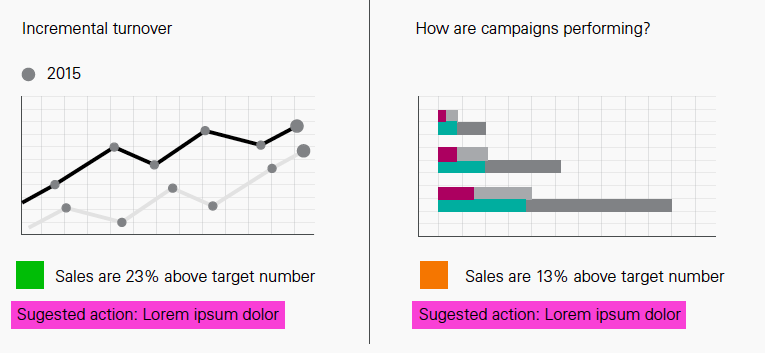 Incremental turnover
2015
Sales are 23% above target number
Sugested action: Lorem ipsum dolor
How are campaigns performing?
Sales are 13% above target number
Sugested action: Lorem ipsum dolor